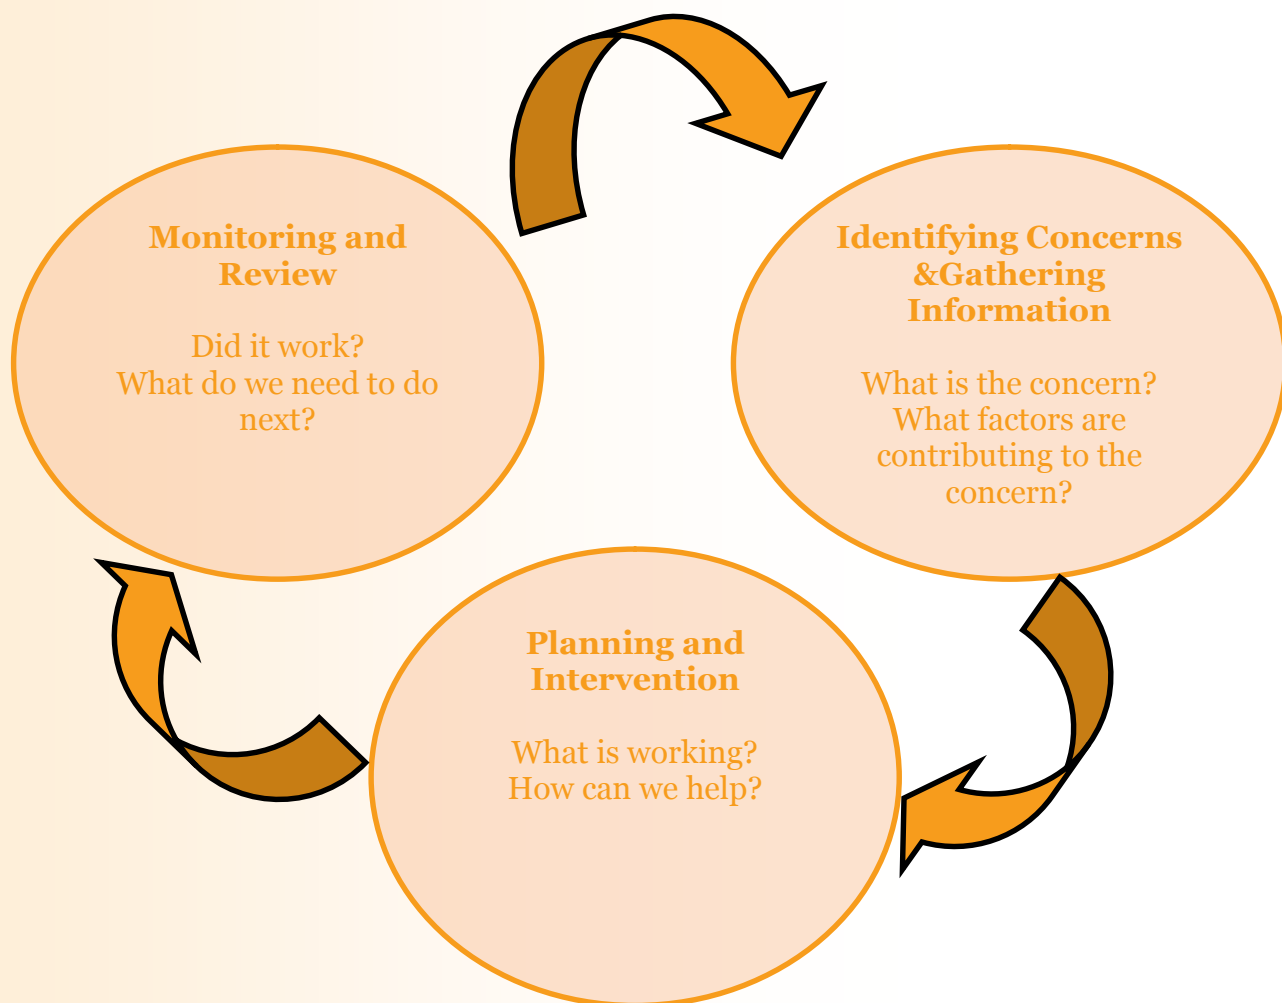 Monitoring and
Review
Did it work?
What do we need to do
next?
Identifying Concerns
&Gathering
Information
What is the concern?
What factors are
contributing to the
concern?
Planning and
Intervention
What is working?
How can we help?